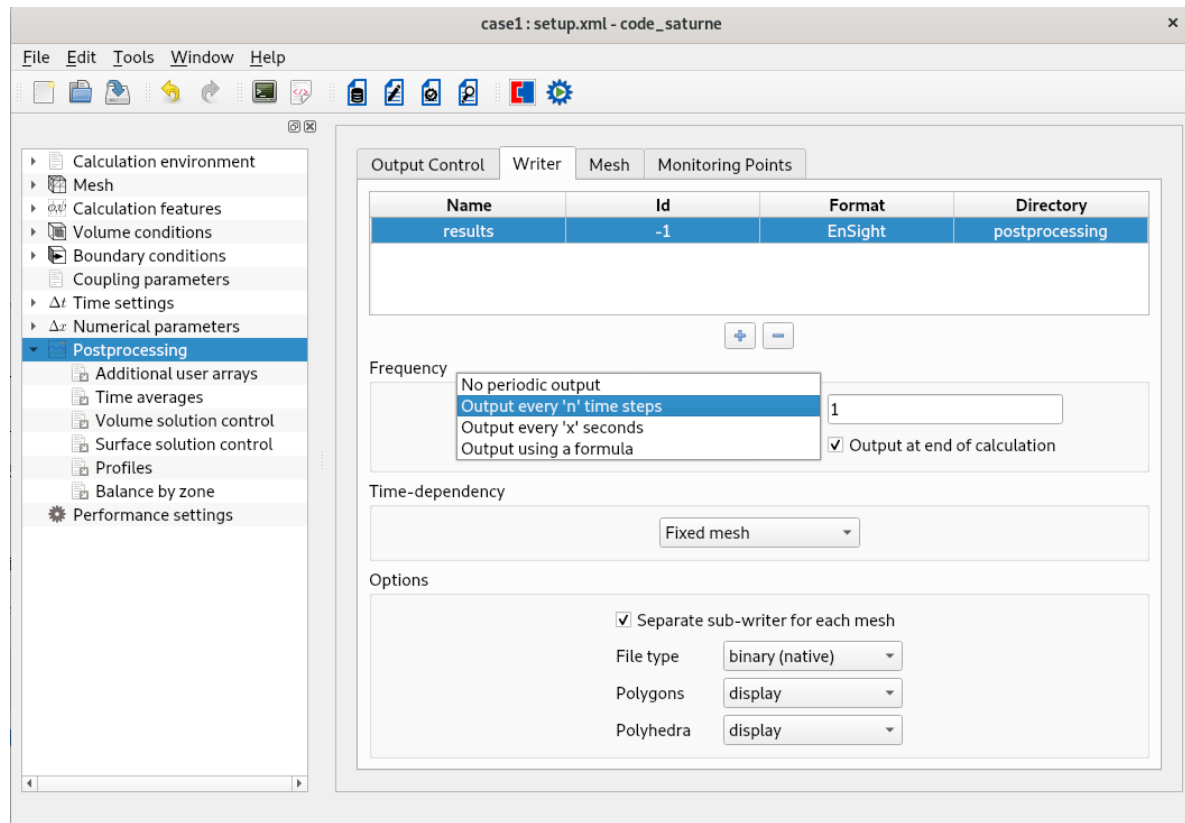 case1 : setup.xml - code_saturne
File Edit Tools Window Help
Calculation environment
Mesh
Calculation features
Volume conditions
Boundary conditions
Coupling parameters
Δt Time settings
Δx Numerical parameters
Postprocessing
Additional user arrays
Time averages
Volume solution control
Surface solution control
Profiles
Balance by zone
Performance settings
Output Control Writer Mesh Monitoring Points
Name Id Format Directory
results -1 EnSight postprocessing
Frequency
No periodic output
Output every 'n' time steps
Output every 'x' seconds
Output using a formula
1
Output at end of calculation
Time-dependency
Fixed mesh
Options
Separate sub-writer for each mesh
File type binary (native)
Polygons display
Polyhedra display